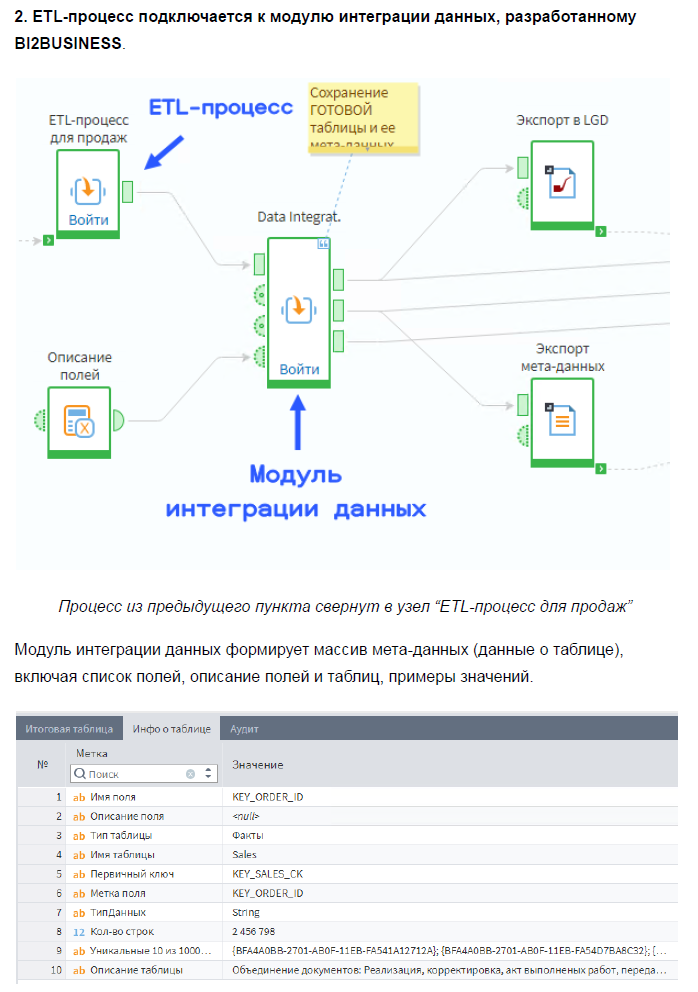 2. ETL-процесс подключается к модулю интеграции данных, разработанному
BI2BUSINESS.
Сохранение
ГОТОВОЙ
таблицы и ее
мета-данных
ETL-процесс
ETL-процесс
для продаж
Войти
Экспорт в LGD
Data Integrat.
Войти
Описание
полей
Экспорт
мета-данных
Модуль
интеграции данных
Процесс из предыдущего пункта свернут в узел “ETL-процесс для продаж”
Модуль интеграции данных формирует массив мета-данных (данные о таблице),
включая список полей, описание полей и таблиц, примеры значений.
Итоговая таблица Инфо о таблице Аудит
№ Метка Значение
Поиск
1 ab Имя поля KEY_ORDER_ID
2 ab Описание поля <null>
3 ab Тип таблицы Факты
4 ab Имя таблицы Sales
5 ab Первичный ключ KEY_SALES_CK
6 ab Метка поля KEY_ORDER_ID
7 ab ТипДанных String
8 12 Кол-во строк 2 456 798
9 ab Уникальные 10 из 1000... {BFA4A0BB-2701-AB0F-11EB-FA541A12712A}; {BFA4A0BB-2701-AB0F-11EB-FA54D7BA8C32}; {...
10 ab Описание таблицы Объединение документов: Реализация, корректировка, акт выполненых работ, переда...